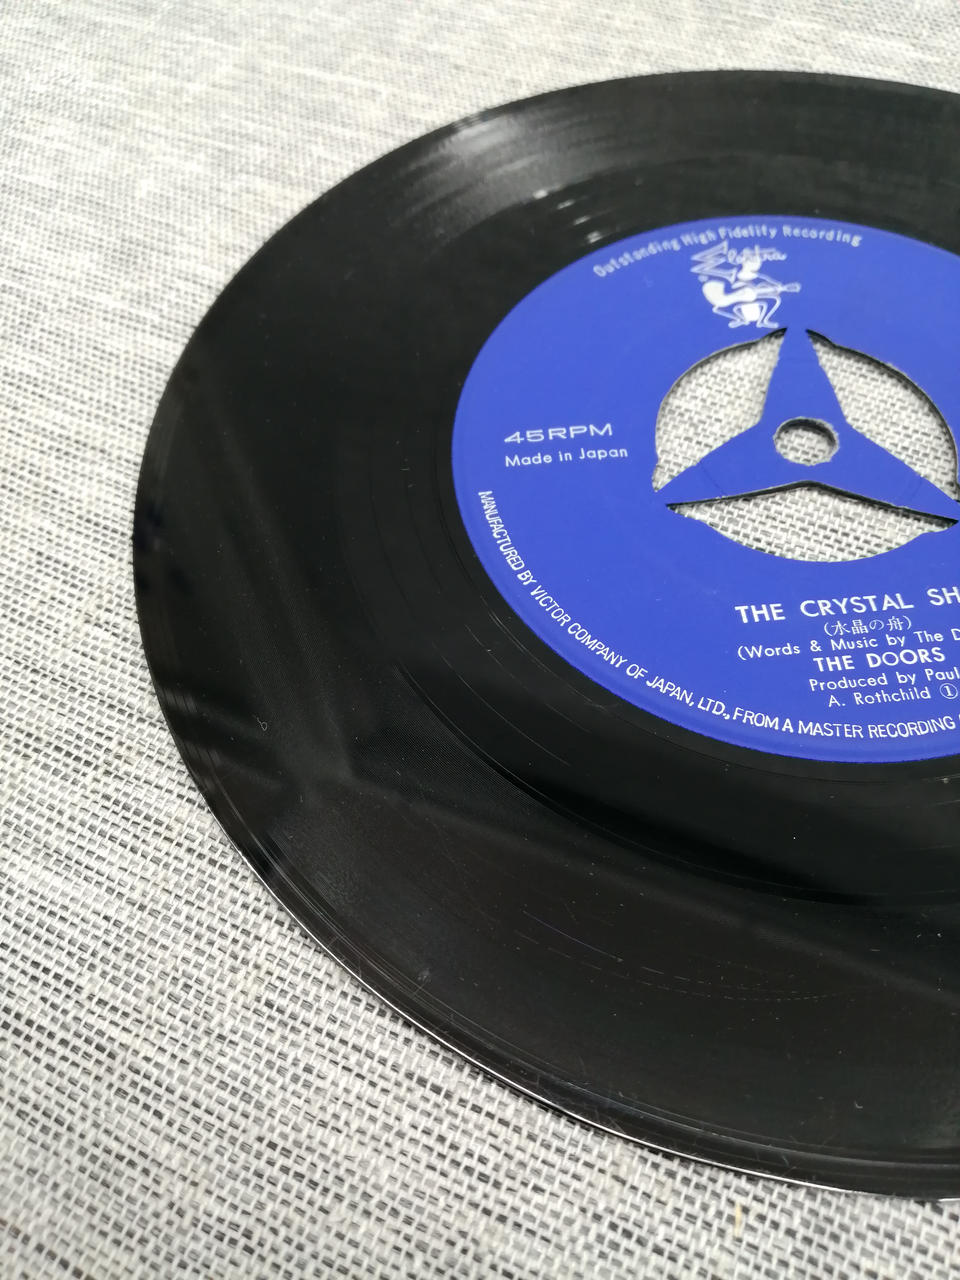 Outstanding High Fidelity Recording
Elektra
45RPM
Made in Japan
THE CRYSTAL SH
(水晶の舟)
(Words & Music by The D
THE DOORS
Produced by Paul
A. Rothchild ①
MANUFACTURED BY VICTOR COMPANY OF JAPAN, LTD., FROM A MASTER RECORDING